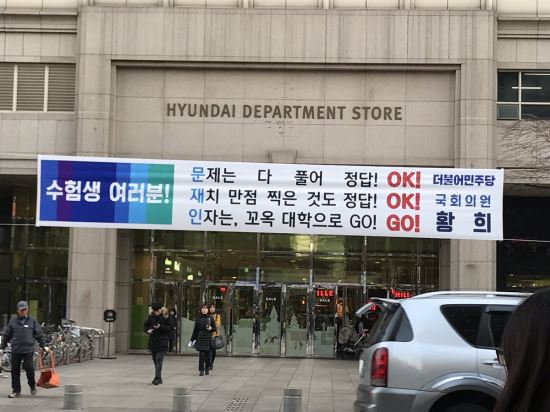 HYUNDAI DEPARTMENT STORE
수험생 여러분!
문제는 다 풀어 정답! OK!
재치 만점 찍은 것도 정답! OK!
인자는, 꼬옥 대학으로 GO! GO!
더불어민주당
국회의원
황 희
MILLE
SALE
SALE
MILLE